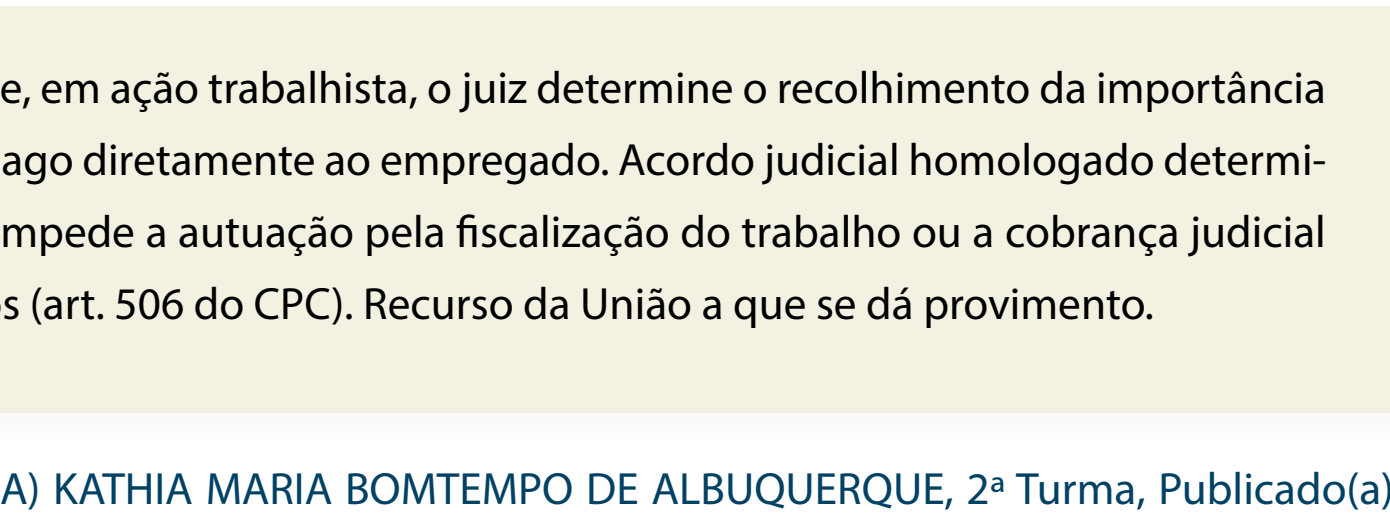 e, em ação trabalhista, o juiz determine o recolhimento da importância
ago diretamente ao empregado. Acordo judicial homologado determi-
mpede a autuação pela fiscalização do trabalho ou a cobrança judicial
s (art. 506 do CPC). Recurso da União a que se dá provimento.
A) KATHIA MARIA BOMTEMPO DE ALBUQUERQUE, 2ª Turma, Publicado(a)